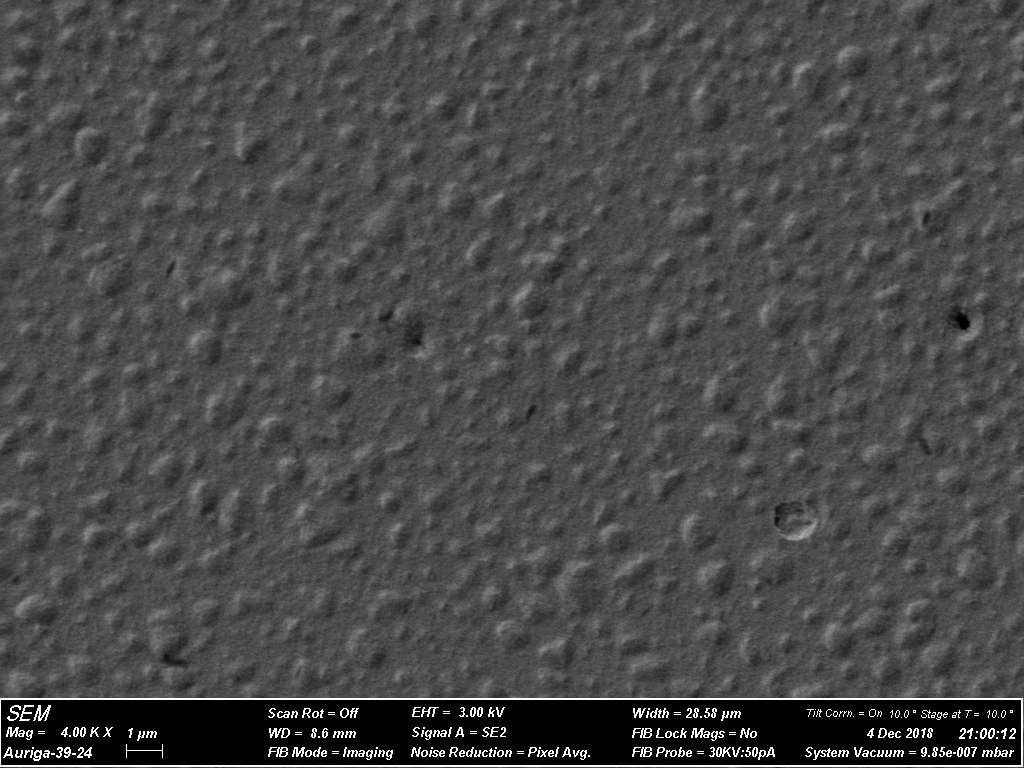 SEM
Mag = 4.00 K X 1 µm
Auriga-39-24
Scan Rot = Off
WD = 8.6 mm
FIB Mode = Imaging
EHT = 3.00 kV
Signal A = SE2
Noise Reduction = Pixel Avg.
Width = 28.58 µm
FIB Lock Mags = No
FIB Probe = 30KV:50pA
Tilt Corrn. = On 10.0 ° Stage at T = 10.0 °
4 Dec 2018 21:00:12
System Vacuum = 9.85e-007 mbar